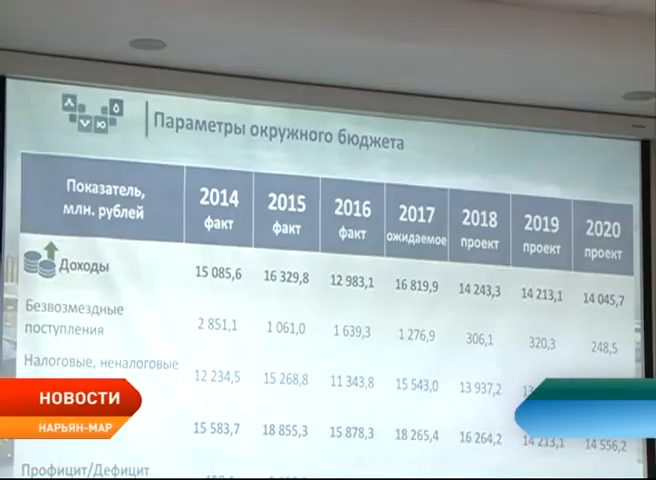 Параметры окружного бюджета
Показатель, млн. рублей 2014 факт 2015 факт 2016 факт 2017 ожидаемое 2018 проект 2019 проект 2020 проект
Доходы 15 085,6 16 329,8 12 983,1 16 819,9 14 243,3 14 213,1 14 045,7
Безвозмездные поступления 2 851,1 1 061,0 1 639,3 1 276,9 306,1 320,3 248,5
Налоговые, неналоговые 12 234,5 15 268,8 11 343,8 15 543,0 13 937,2
НОВОСТИ
НАРЬЯН-МАР
15 583,7 18 855,3 15 878,3 18 265,4 16 264,2 14 213,1 14 556,2
Профицит/Дефицит